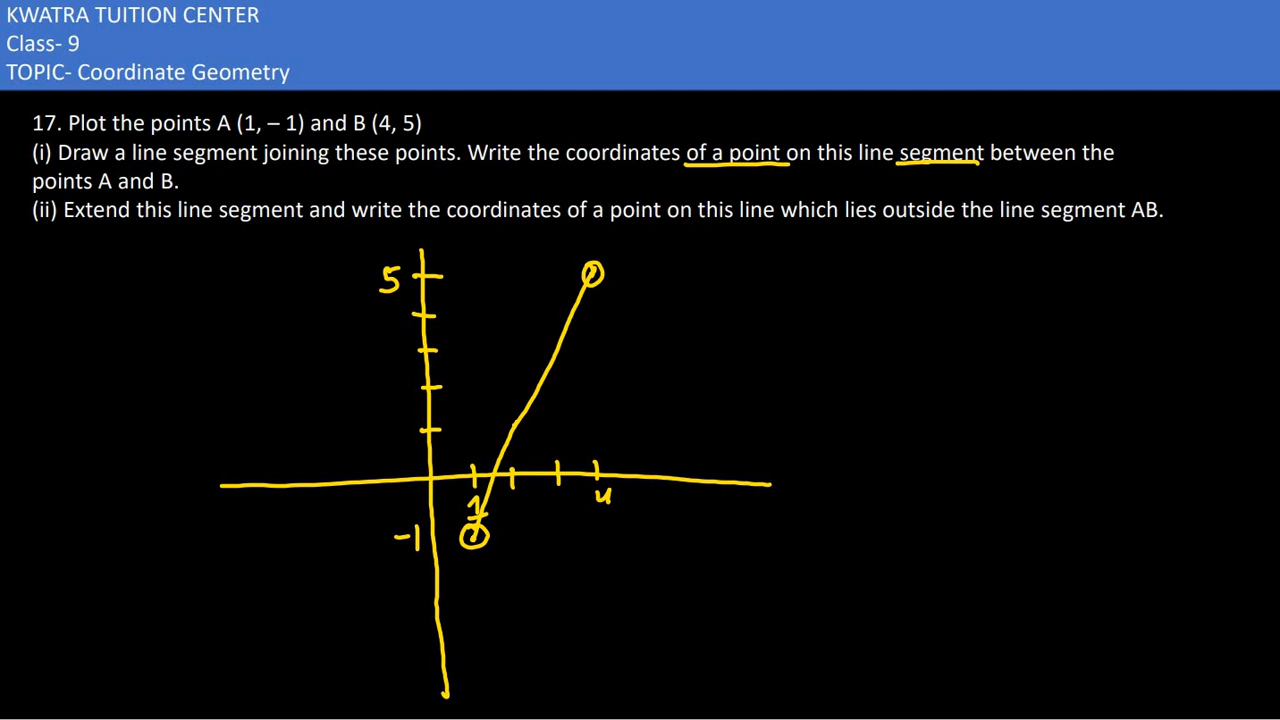 KWATRA TUITION CENTER
Class- 9
TOPIC- Coordinate Geometry
17. Plot the points A (1, – 1) and B (4, 5)
(i) Draw a line segment joining these points. Write the coordinates of a point on this line segment between the
points A and B.
(ii) Extend this line segment and write the coordinates of a point on this line which lies outside the line segment AB.
5
1
4
-1